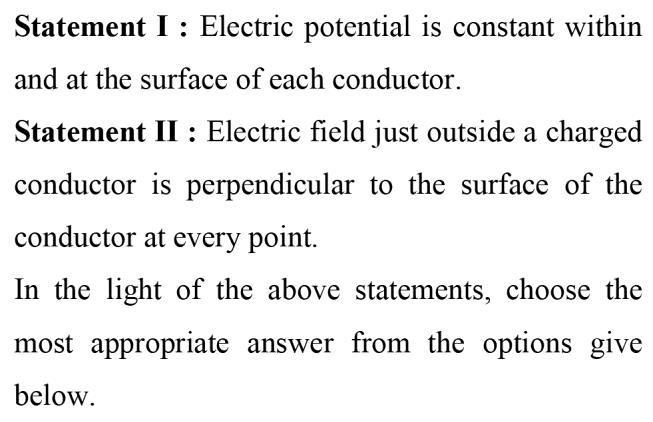 Statement I : Electric potential is constant within
and at the surface of each conductor.
Statement II : Electric field just outside a charged
conductor is perpendicular to the surface of the
conductor at every point.
In the light of the above statements, choose the
most appropriate answer from the options give
below.